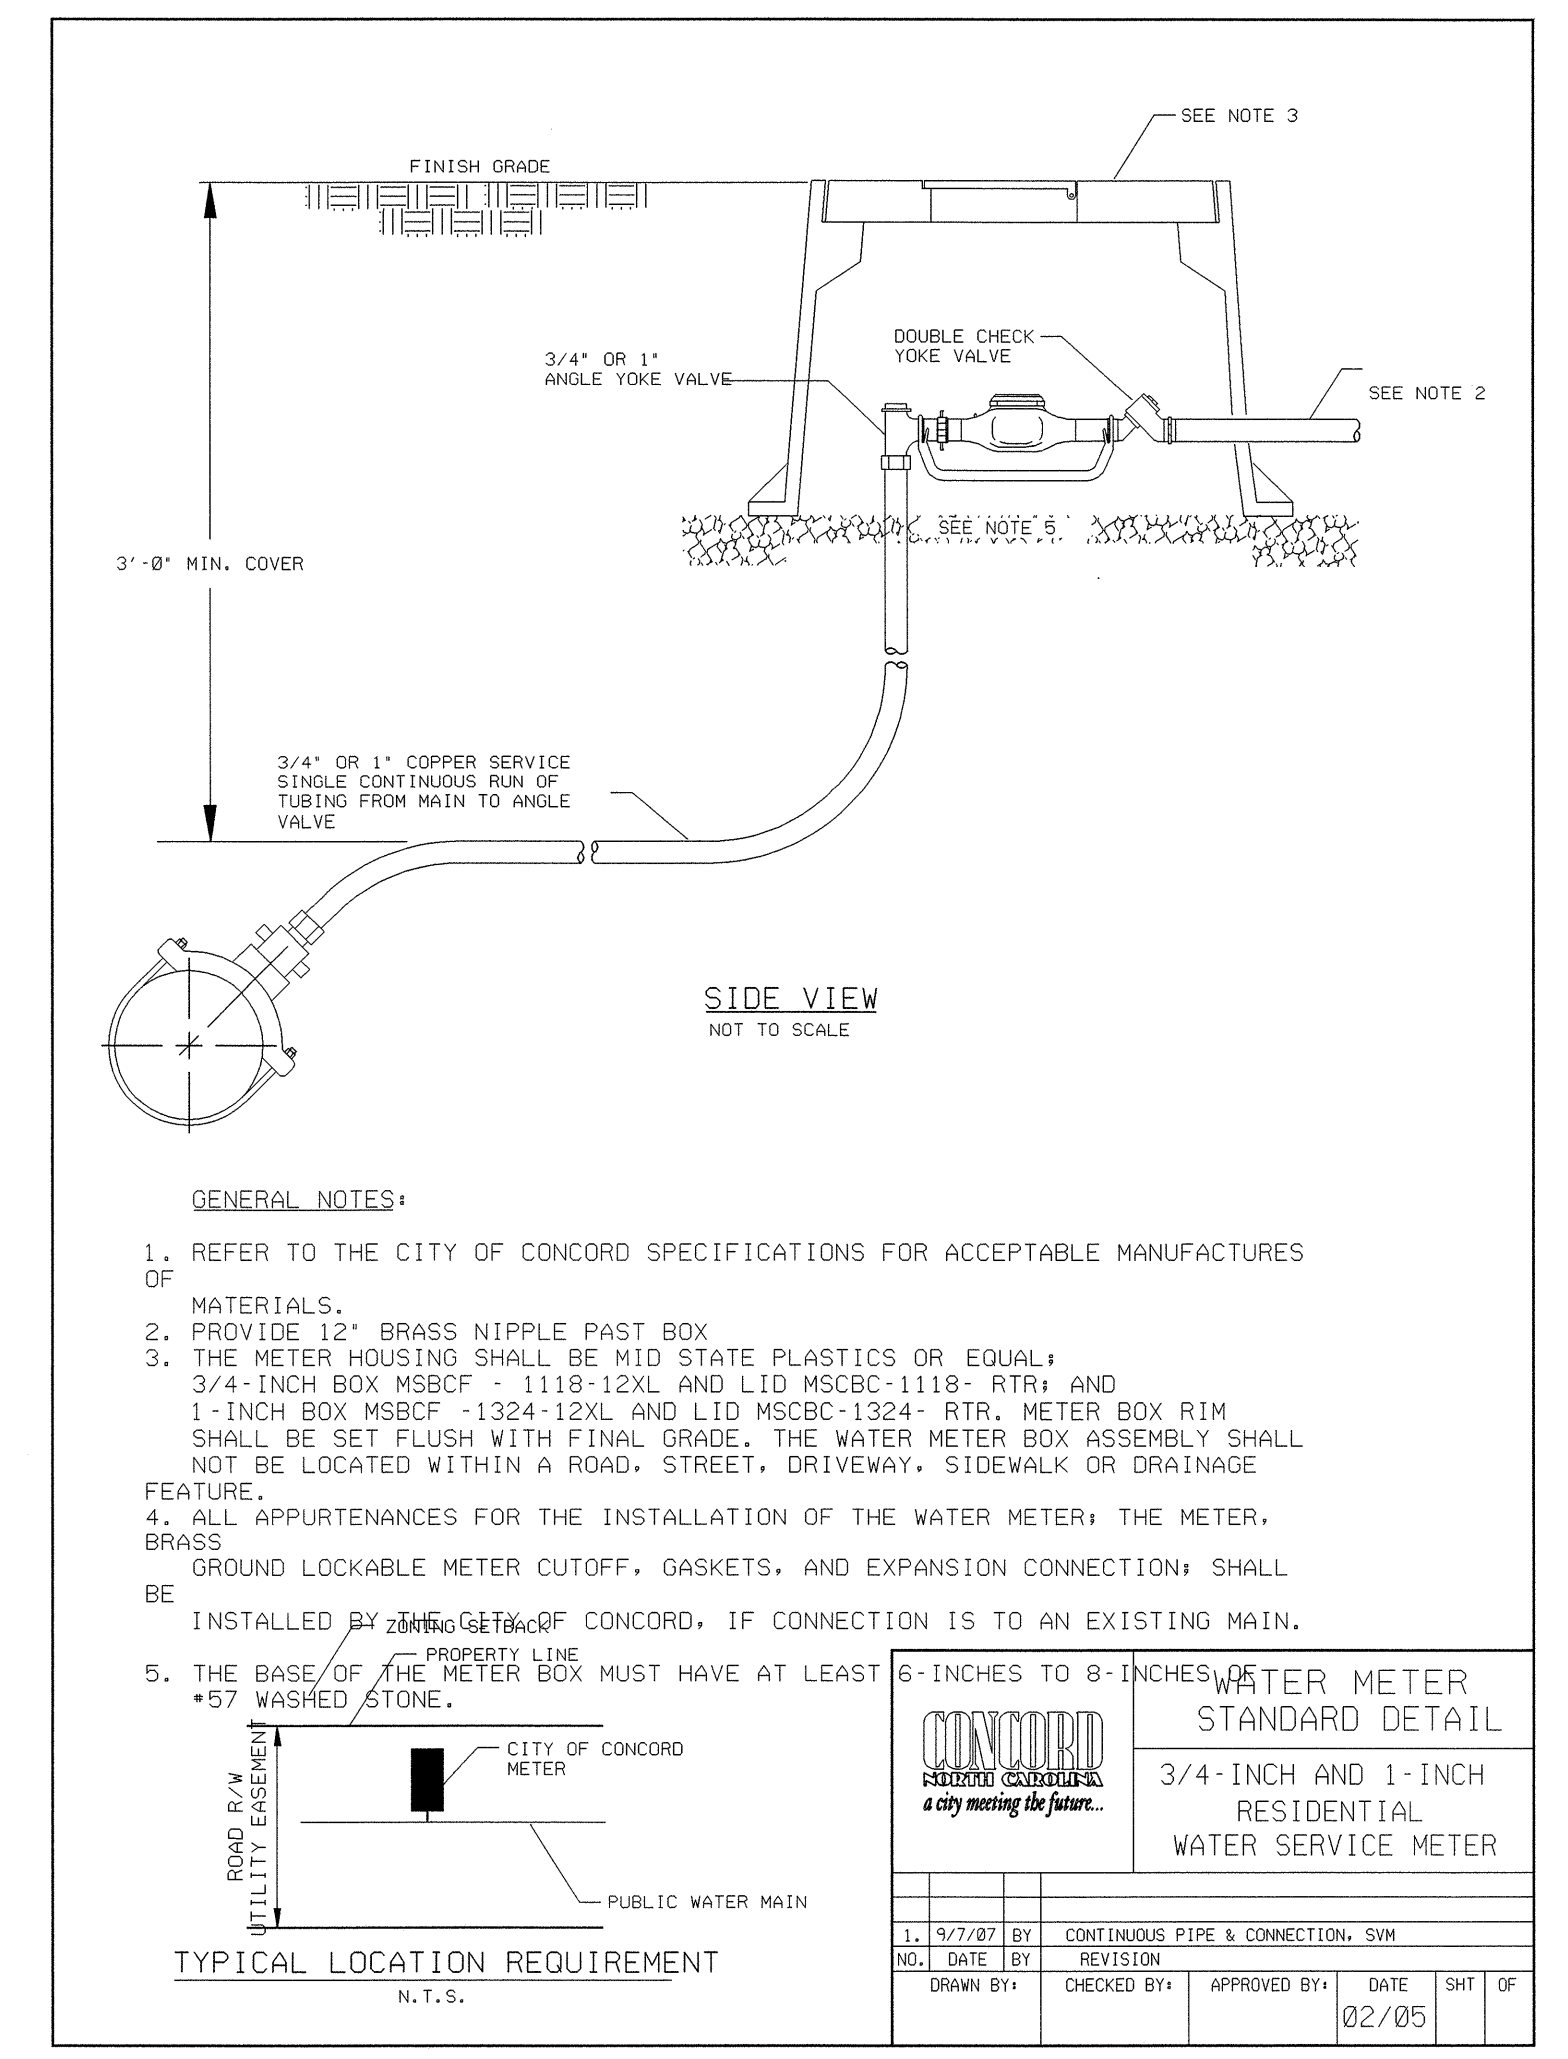 SEE NOTE 3
FINISH GRADE
DOUBLE CHECK
YOKE VALVE
3/4" OR 1"
ANGLE YOKE VALVE
SEE NOTE 2
SEE NOTE 5
3'-0" MIN. COVER
3/4" OR 1" COPPER SERVICE
SINGLE CONTINUOUS RUN OF
TUBING FROM MAIN TO ANGLE
VALVE
SIDE VIEW
NOT TO SCALE
GENERAL NOTES:
1. REFER TO THE CITY OF CONCORD SPECIFICATIONS FOR ACCEPTABLE MANUFACTURES
OF
MATERIALS.
2. PROVIDE 12" BRASS NIPPLE PAST BOX
3. THE METER HOUSING SHALL BE MID STATE PLASTICS OR EQUAL;
3/4-INCH BOX MSBCF - 1118-12XL AND LID MSCBC-1118- RTR; AND
1-INCH BOX MSBCF -1324-12XL AND LID MSCBC-1324- RTR. METER BOX RIM
SHALL BE SET FLUSH WITH FINAL GRADE. THE WATER METER BOX ASSEMBLY SHALL
NOT BE LOCATED WITHIN A ROAD, STREET, DRIVEWAY, SIDEWALK OR DRAINAGE
FEATURE.
4. ALL APPURTENANCES FOR THE INSTALLATION OF THE WATER METER; THE METER,
BRASS
GROUND LOCKABLE METER CUTOFF, GASKETS, AND EXPANSION CONNECTION; SHALL
BE
INSTALLED BY THE CITY OF CONCORD, IF CONNECTION IS TO AN EXISTING MAIN.
5. THE BASE OF THE METER BOX MUST HAVE AT LEAST 6-INCHES TO 8-INCHES OF
#57 WASHED STONE.
ZONING SETBACK
PROPERTY LINE
CITY OF CONCORD
METER
ROAD R/W
UTILITY EASEMENT
PUBLIC WATER MAIN
TYPICAL LOCATION REQUIREMENT
N.T.S.
CONCORD
NORTH CAROLINA
a city meeting the future...
WATER METER
STANDARD DETAIL
3/4-INCH AND 1-INCH
RESIDENTIAL
WATER SERVICE METER
1. 9/7/07 BY CONTINUOUS PIPE & CONNECTION, SVM
NO. DATE BY REVISION
DRAWN BY: CHECKED BY: APPROVED BY: DATE SHT OF
02/05